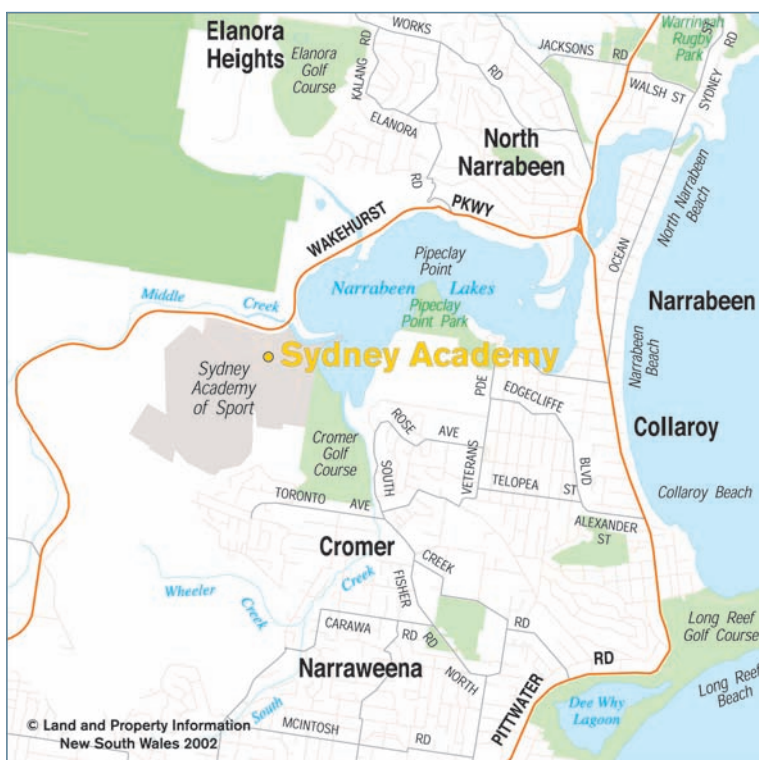 Elanora
Heights
Elanora
Golf
Course
KALANG RD
WORKS RD
JACKSONS RD
Warringah
Rugby
Park
WALSH ST
SYDNEY RD
ST
ELANORA RD
North
Narrabeen
North Narrabeen
Beach
WAKEHURST PKWY
OCEAN
Pipeclay
Point
Narrabeen Lakes
Pipeclay
Point Park
Narrabeen
Narrabeen
Beach
Middle Creek
Sydney Academy
Sydney
Academy
of Sport
PDE
EDGECLIFFE
BLVD
Collaroy
ROSE AVE
Cromer
Golf
Course
SOUTH
VETERANS
TELOPEA ST
Collaroy Beach
TORONTO AVE
ALEXANDER
ST
Cromer
CREEK RD
Wheeler Creek
Creek
FISHER RD NORTH
CARAWA RD
Long Reef
Golf Course
Narraweena
RD
PITTWATER
Long Reef
Beach
Dee Why
Lagoon
South
MCINTOSH RD
© Land and Property Information
New South Wales 2002